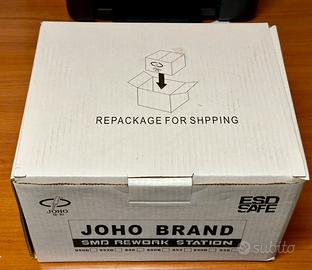 REPACKAGE FOR SHPPING
JOHO
ESD
SAFE
JOHO BRAND
SMD REWORK STATION
subito